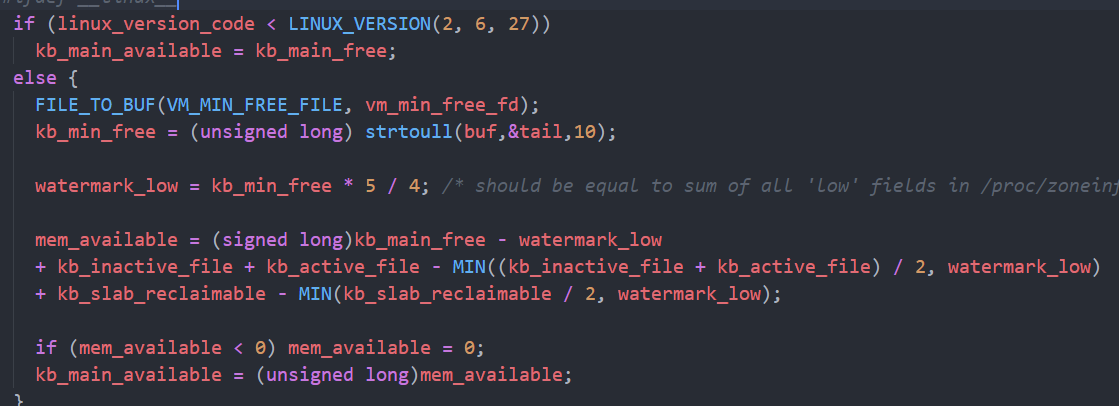 #ifdef __linux__
if (linux_version_code < LINUX_VERSION(2, 6, 27))
kb_main_available = kb_main_free;
else {
FILE_TO_BUF(VM_MIN_FREE_FILE, vm_min_free_fd);
kb_min_free = (unsigned long) strtoull(buf,&tail,10);
watermark_low = kb_min_free * 5 / 4; /* should be equal to sum of all 'low' fields in /proc/zoneinf
mem_available = (signed long)kb_main_free - watermark_low
+ kb_inactive_file + kb_active_file - MIN((kb_inactive_file + kb_active_file) / 2, watermark_low)
+ kb_slab_reclaimable - MIN(kb_slab_reclaimable / 2, watermark_low);
if (mem_available < 0) mem_available = 0;
kb_main_available = (unsigned long)mem_available;
}